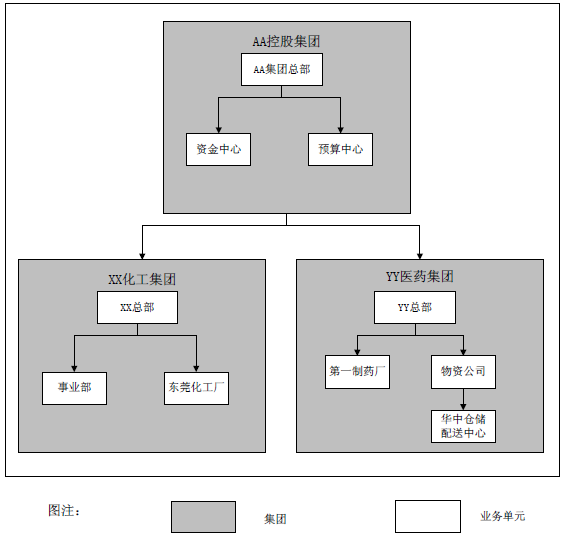 AA控股集团
AA集团总部
资金中心
预算中心
XX化工集团
XX总部
事业部
东莞化工厂
YY医药集团
YY总部
第一制药厂
物资公司
华中仓储
配送中心
图注：
集团
业务单元